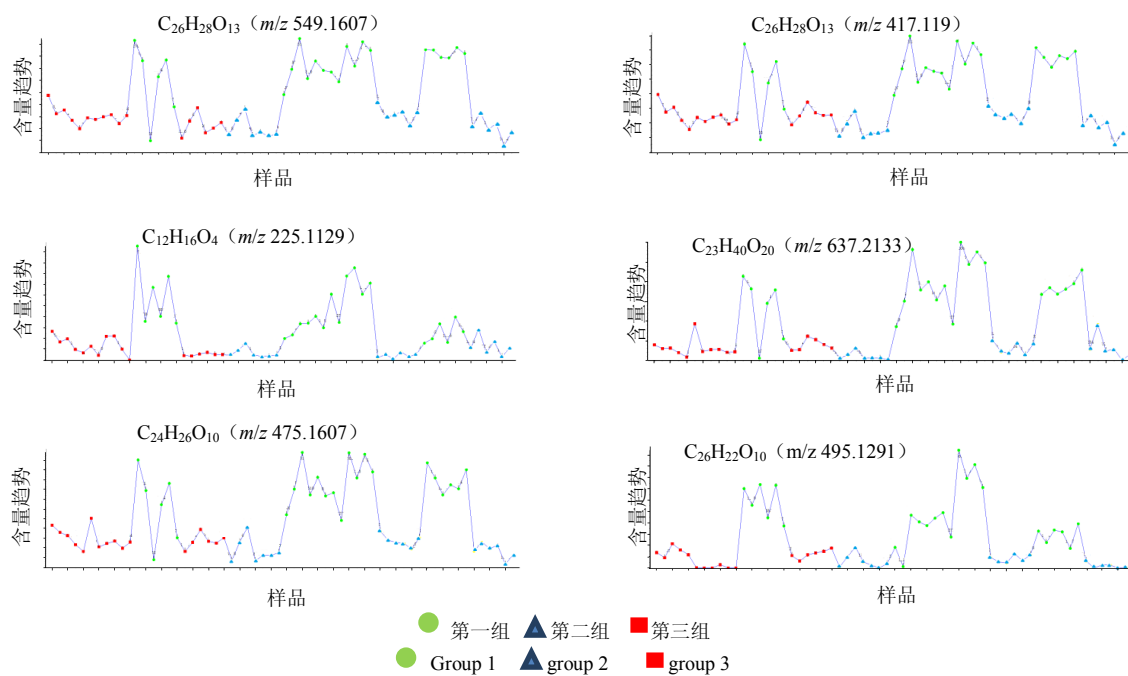 C₂₆H₂₈O₁₃（m/z 549.1607）
含量趋势
样品
C₂₆H₂₈O₁₃（m/z 417.119）
含量趋势
样品
C₁₂H₁₆O₄（m/z 225.1129）
含量趋势
样品
C₂₃H₄₀O₂₀（m/z 637.2133）
含量趋势
样品
C₂₄H₂₆O₁₀（m/z 475.1607）
含量趋势
样品
C₂₆H₂₂O₁₀（m/z 495.1291）
含量趋势
样品
第一组 第二组 第三组
Group 1 group 2 group 3